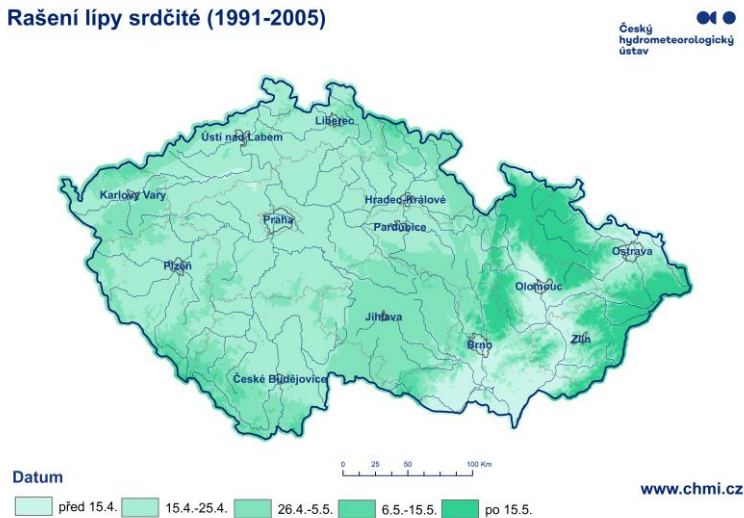 Rašení lípy srdčité (1991-2005)
Český
hydrometeorologický
ústav
Liberec
Ústí nad Labem
Karlovy Vary
Hradec Králové
Praha
Pardubice
Ostrava
Plzeň
Olomouc
Jihlava
Brno
Zlín
České Budějovice
Datum
0 25 50 100 Km
www.chmi.cz
před 15.4. 15.4.-25.4. 26.4.-5.5. 6.5.-15.5. po 15.5.